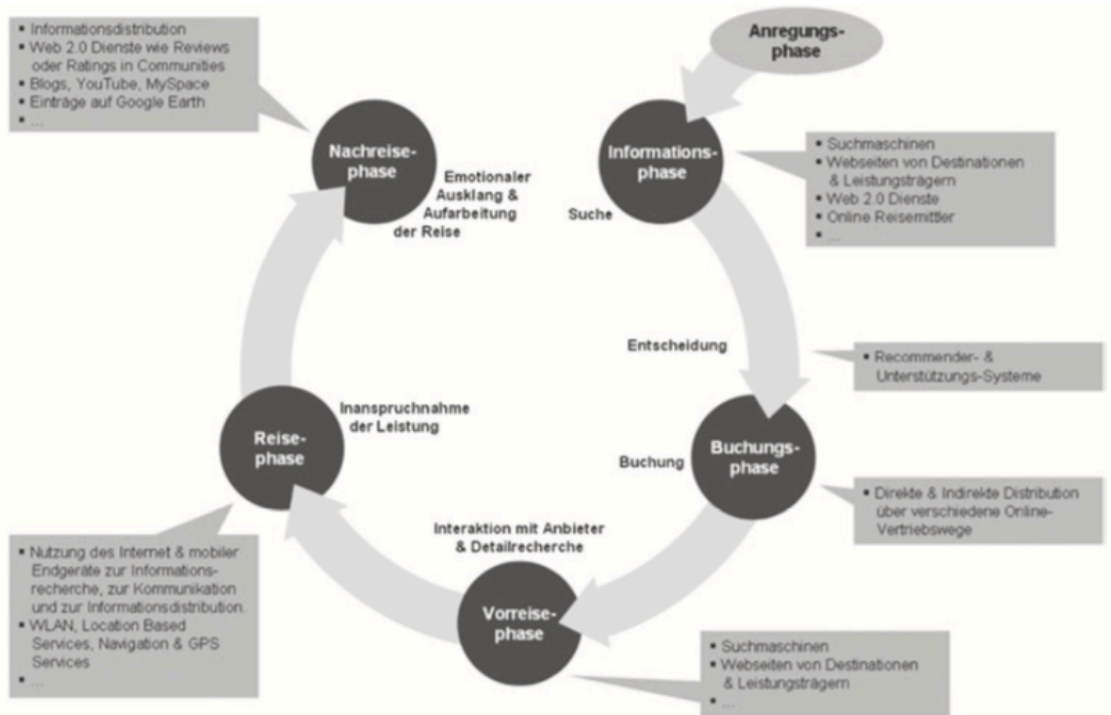 Anregungs-
phase
Informations-
phase
Suche
▪ Suchmaschinen
▪ Webseiten von Destinationen
& Leistungsträgern
▪ Web 2.0 Dienste
▪ Online Reisemittler
▪ ...
Entscheidung
▪ Recommender- &
Unterstützungs-Systeme
Buchungs-
phase
Buchung
▪ Direkte & Indirekte Distribution
über verschiedene Online-
Vertriebswege
Vorreise-
phase
Interaktion mit Anbieter
& Detailrecherche
▪ Suchmaschinen
▪ Webseiten von Destinationen
& Leistungsträgern
▪ ...
Reise-
phase
Inanspruchnahme
der Leistung
▪ Nutzung des Internet & mobiler
Endgeräte zur Informations-
recherche, zur Kommunikation
und zur Informationsdistribution.
▪ WLAN, Location Based
Services, Navigation & GPS
Services
▪ ...
Nachreise-
phase
Emotionaler
Ausklang &
Aufarbeitung
der Reise
▪ Informationsdistribution
▪ Web 2.0 Dienste wie Reviews
oder Ratings in Communities
▪ Blogs, YouTube, MySpace
▪ Einträge auf Google Earth
▪ ...